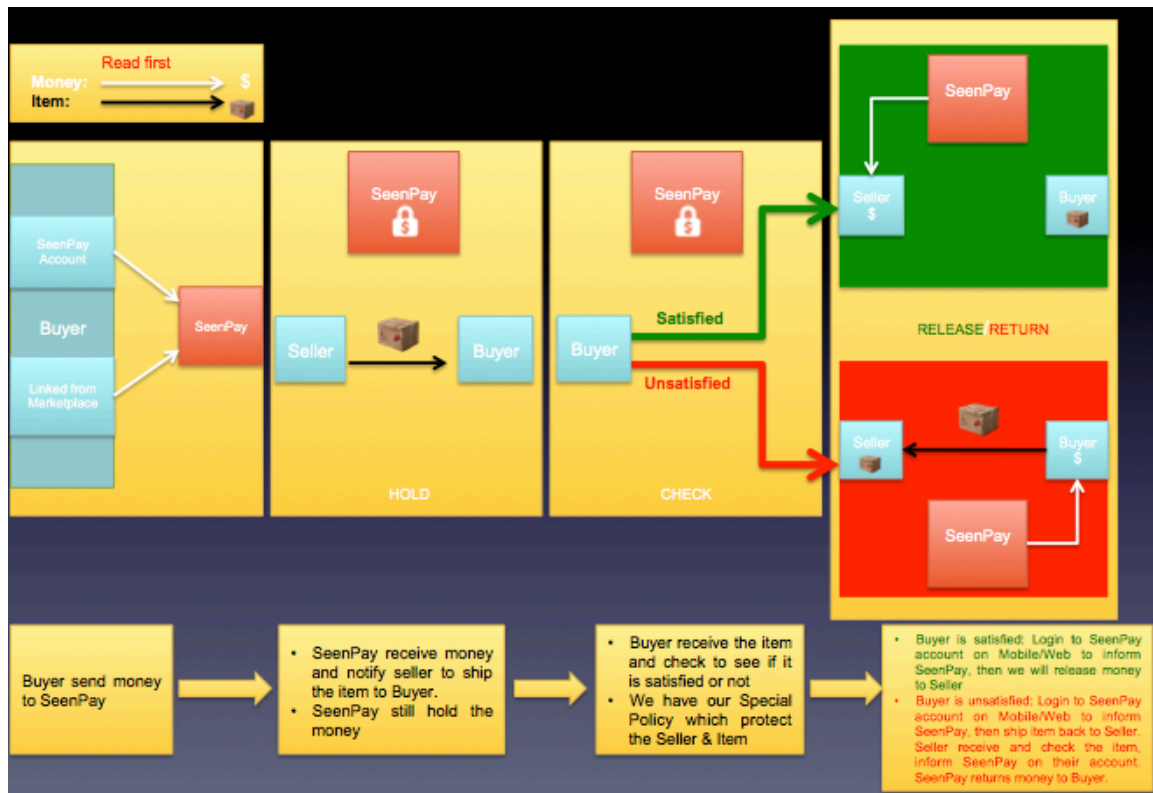 Read first
Money:
$
Item:
SeenPay
Account
Buyer
Linked from
Marketplace
SeenPay
SeenPay
$
Seller
Buyer
HOLD
SeenPay
$
Buyer
Satisfied
Unsatisfied
CHECK
SeenPay
Seller
$
Buyer
RELEASE/RETURN
Seller
Buyer
$
SeenPay
Buyer send money
to SeenPay
• SeenPay receive money
and notify seller to ship
the item to Buyer.
• SeenPay still hold the
money
• Buyer receive the item
and check to see if it
is satisfied or not
• We have our Special
Policy which protect
the Seller & Item
• Buyer is satisfied: Login to SeenPay
account on Mobile/Web to inform
SeenPay, then we will release money
to Seller
• Buyer is unsatisfied: Login to SeenPay
account on Mobile/Web to inform
SeenPay, then ship item back to Seller.
Seller receive and check the item,
inform SeenPay on their account.
SeenPay returns money to Buyer.